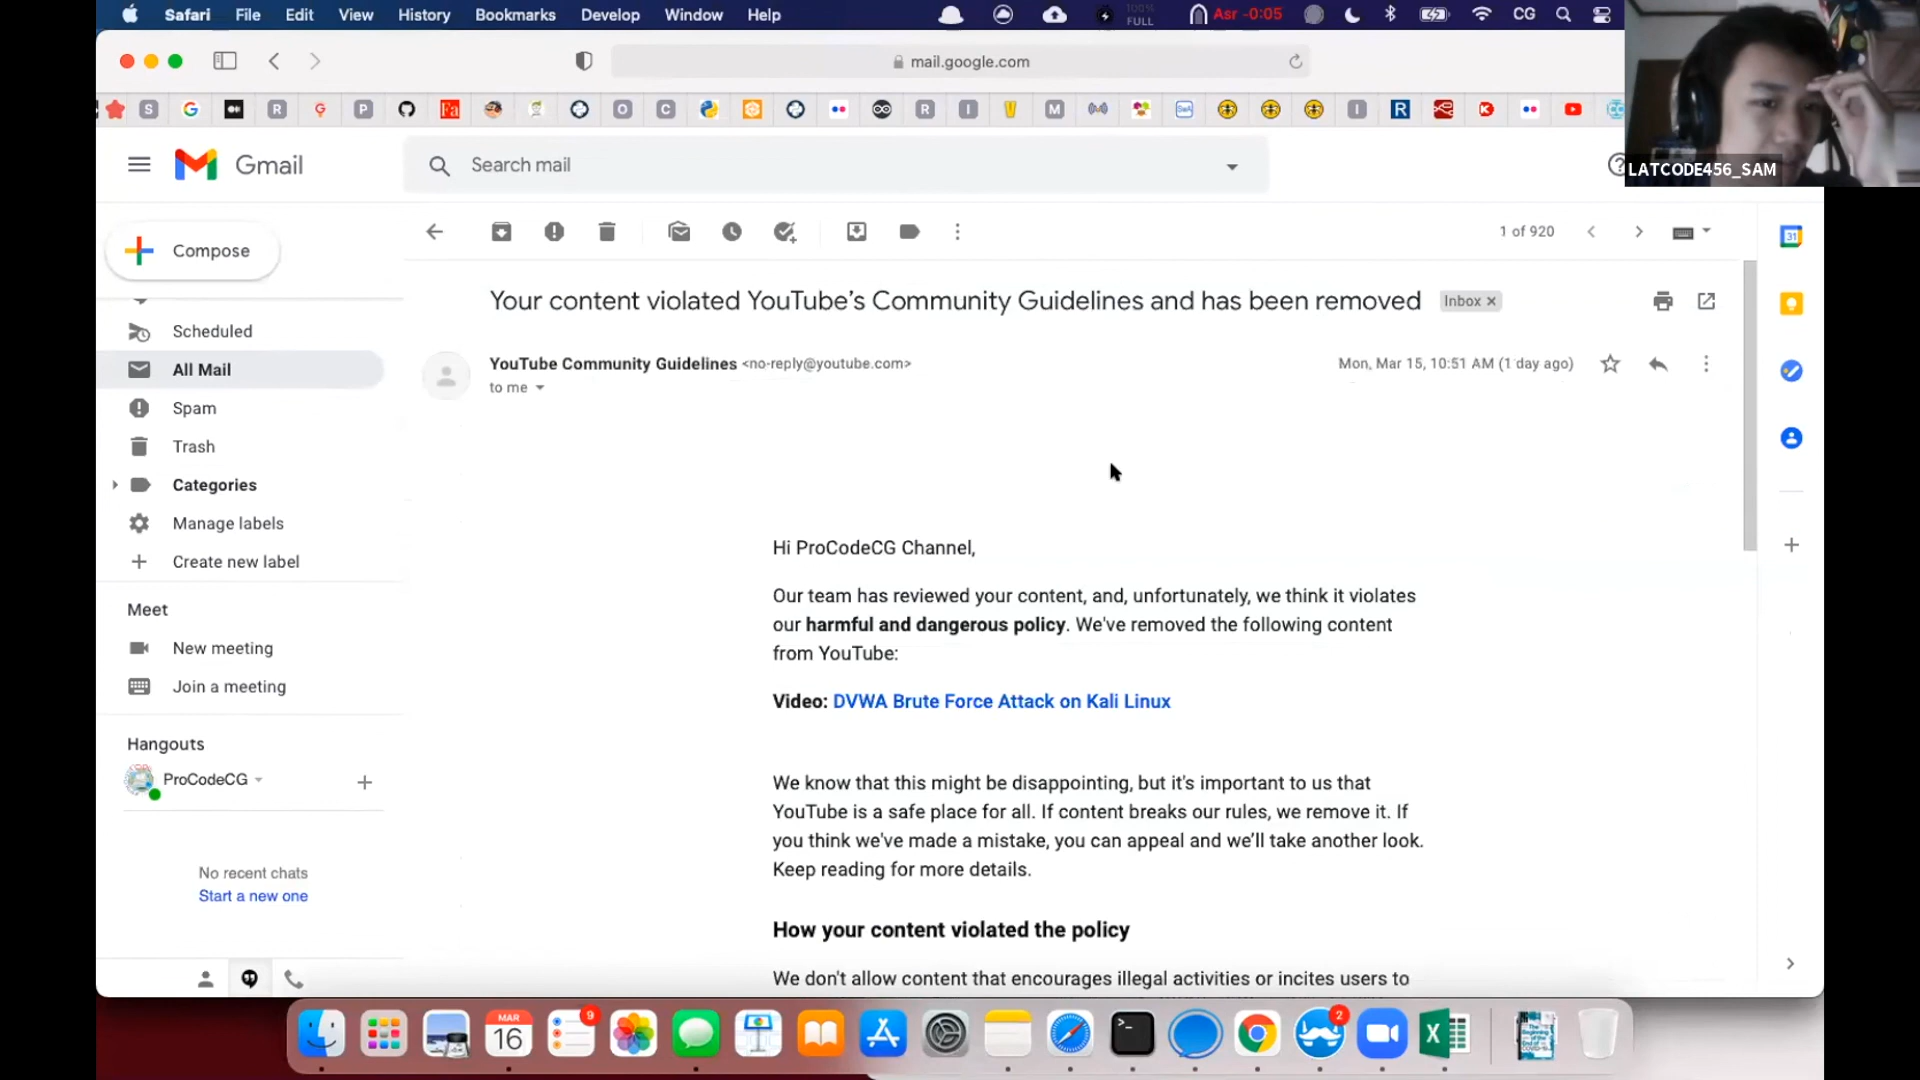 Safari File Edit View History Bookmarks Develop Window Help 100% FULL Asr -0:05 CG
mail.google.com
S G R P Fa O C R I M SWA I R K
LATCODE456_SAM
Gmail
Search mail
Compose
1 of 920
31
Your content violated YouTube’s Community Guidelines and has been removed Inbox ×
Scheduled
YouTube Community Guidelines <no-reply@youtube.com> Mon, Mar 15, 10:51 AM (1 day ago)
All Mail
to me
Spam
Trash
Categories
Manage labels
Create new label
Hi ProCodeCG Channel,
Our team has reviewed your content, and, unfortunately, we think it violates
our harmful and dangerous policy. We've removed the following content
from YouTube:
Video: DVWA Brute Force Attack on Kali Linux
We know that this might be disappointing, but it's important to us that
YouTube is a safe place for all. If content breaks our rules, we remove it. If
you think we've made a mistake, you can appeal and we’ll take another look.
Keep reading for more details.
How your content violated the policy
We don't allow content that encourages illegal activities or incites users to
Meet
New meeting
Join a meeting
Hangouts
ProCodeCG
No recent chats
Start a new one
MAR
16
9
2